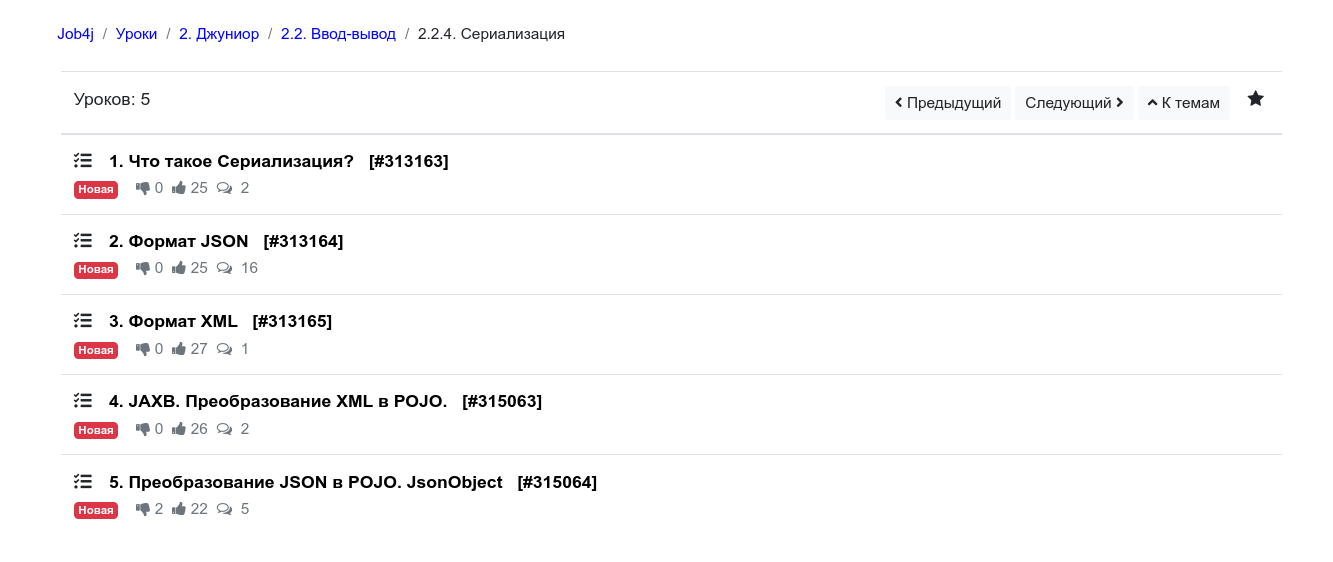 Job4j / Уроки / 2. Джуниор / 2.2. Ввод-вывод / 2.2.4. Сериализация
Уроков: 5 Предыдущий Следующий К темам
1. Что такое Сериализация? [#313163]
Новая 0 25 2
2. Формат JSON [#313164]
Новая 0 25 16
3. Формат XML [#313165]
Новая 0 27 1
4. JAXB. Преобразование XML в POJO. [#315063]
Новая 0 26 2
5. Преобразование JSON в POJO. JsonObject [#315064]
Новая 2 22 5